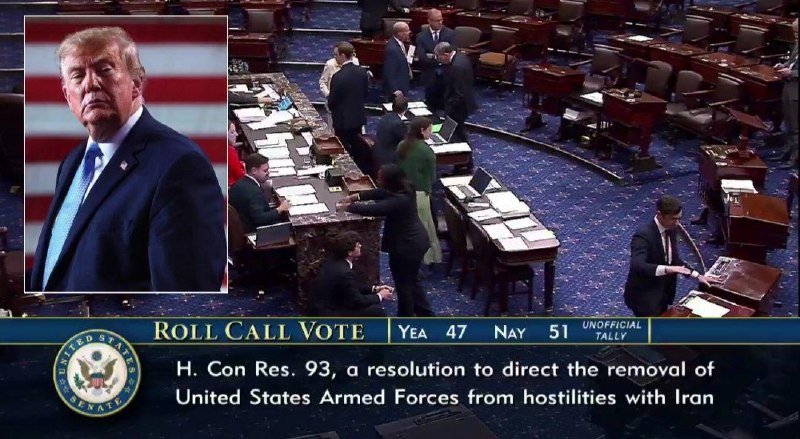 ROLL CALL VOTE YEA 47 NAY 51 UNOFFICIAL TALLY
H. Con Res. 93, a resolution to direct the removal of
United States Armed Forces from hostilities with Iran
UNITED STATES
SENATE